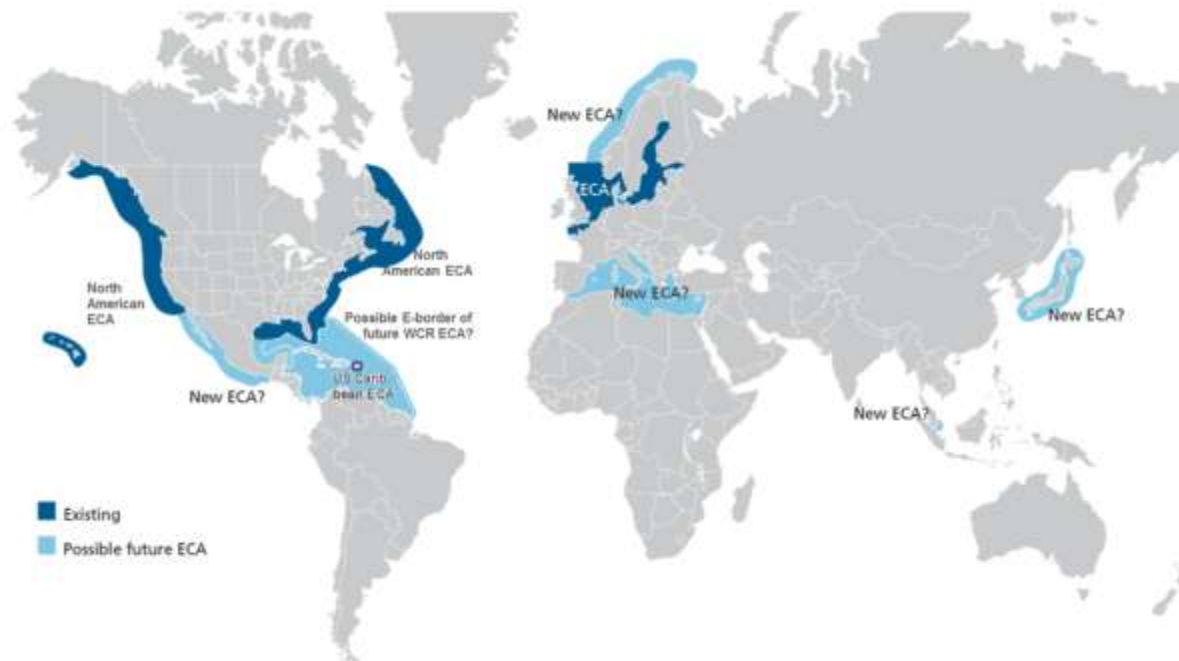 New ECA?
ECA
North
American ECA
North
American
ECA
New ECA?
Possible E-border of
future WCR ECA?
New ECA?
US Carib
bean ECA
New ECA?
New ECA?
Existing
Possible future ECA